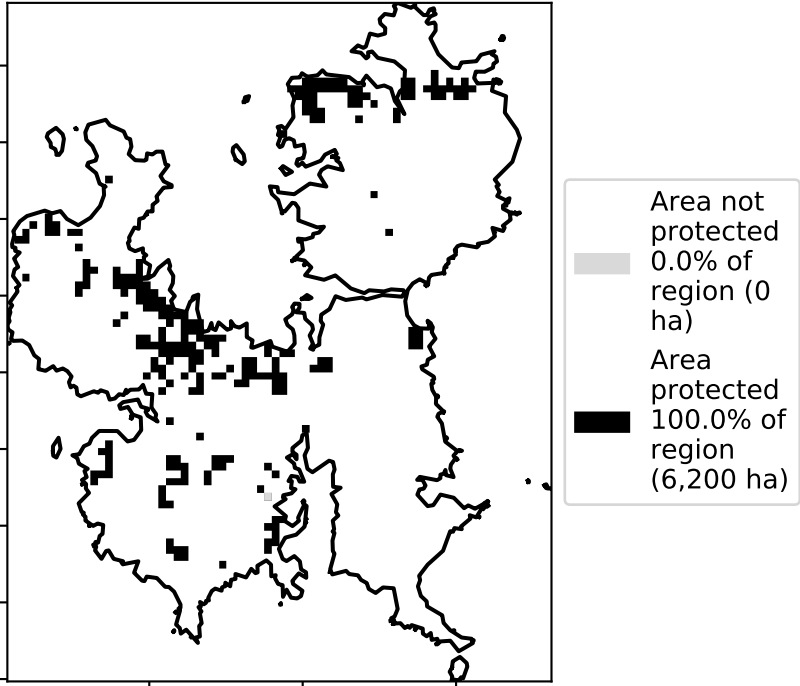 Area not
protected
0.0% of
region (0
ha)
Area
protected
100.0% of
region
(6,200 ha)